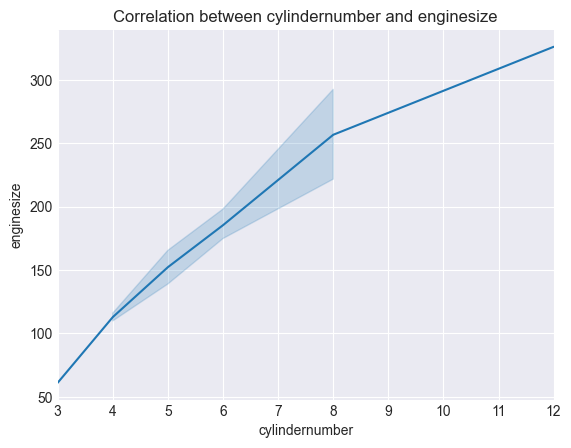 Correlation between cylindernumber and enginesize
enginesize
300
250
200
150
100
50
3 4 5 6 7 8 9 10 11 12
cylindernumber